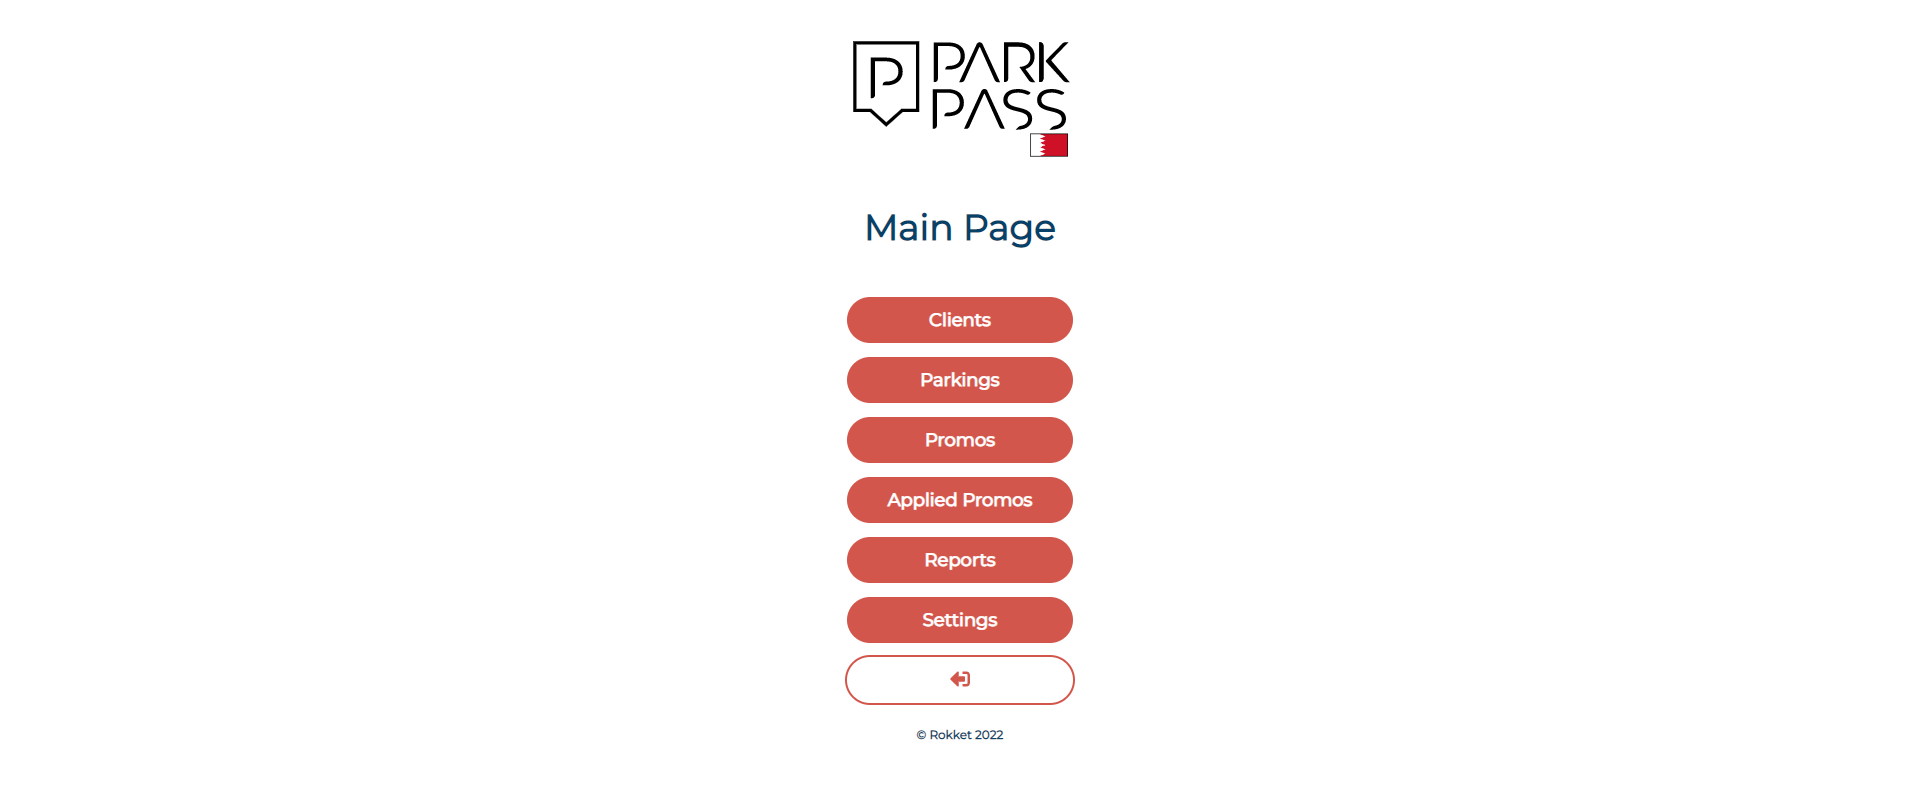 P
PARK
PASS
Main Page
Clients
Parkings
Promos
Applied Promos
Reports
Settings
© Rokket 2022